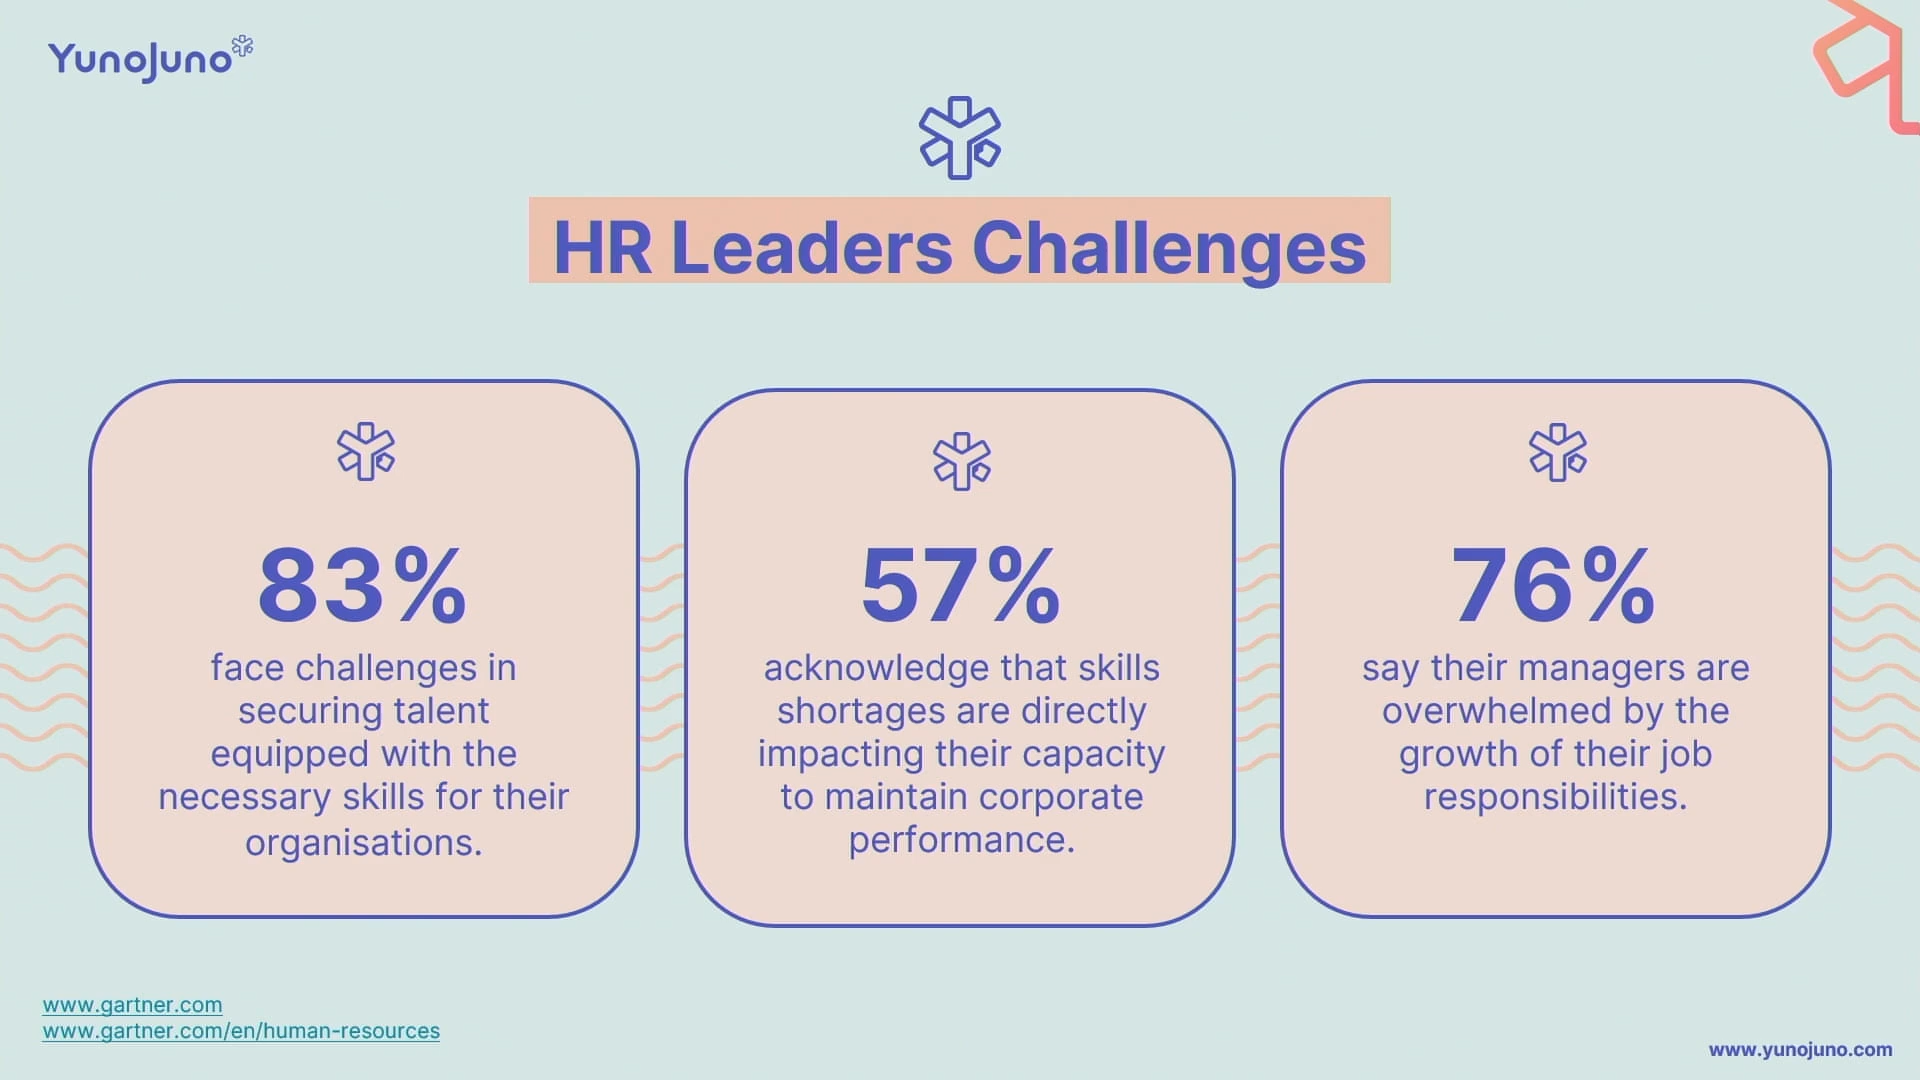 YunoJuno
HR Leaders Challenges
83%
face challenges in
securing talent
equipped with the
necessary skills for their
organisations.
57%
acknowledge that skills
shortages are directly
impacting their capacity
to maintain corporate
performance.
76%
say their managers are
overwhelmed by the
growth of their job
responsibilities.
www.gartner.com
www.gartner.com/en/human-resources
www.yunojuno.com